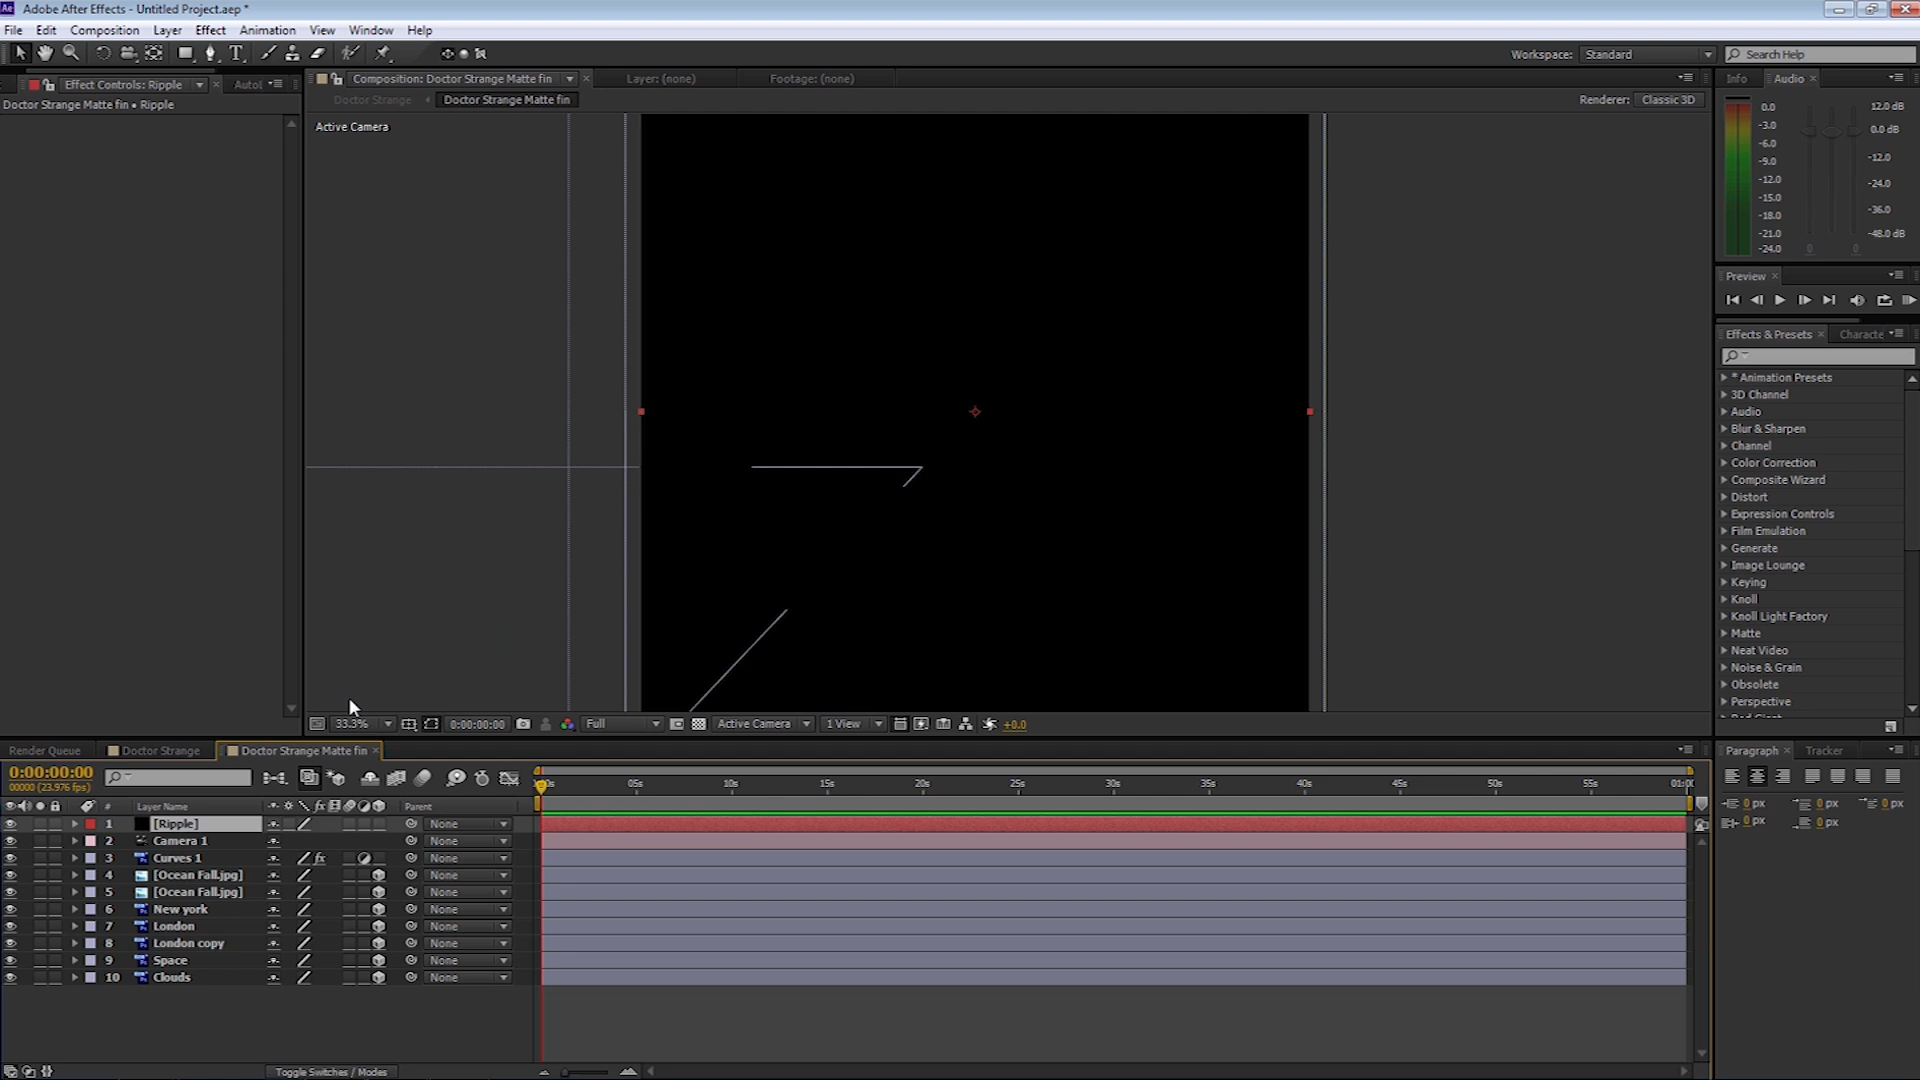 Adobe After Effects - Untitled Project.aep *
File Edit Composition Layer Effect Animation View Window Help
Workspace: Standard Search Help
Effect Controls: Ripple Autol
Doctor Strange Matte fin • Ripple
Composition: Doctor Strange Matte fin Layer: (none) Footage: (none)
Doctor Strange Doctor Strange Matte fin Renderer: Classic 3D
Active Camera
33.3% 0:00:00:00 Full Active Camera 1 View +0.0
Info Audio
0.0 12.0 dB
-3.0 0.0 dB
-6.0
-9.0 -12.0
-12.0
-15.0 -24.0
-18.0 -36.0
-21.0 -48.0 dB
-24.0 0 0
Preview
Effects & Presets Characte
* Animation Presets
3D Channel
Audio
Blur & Sharpen
Channel
Color Correction
Composite Wizard
Distort
Expression Controls
Film Emulation
Generate
Image Lounge
Keying
Knoll
Knoll Light Factory
Matte
Neat Video
Noise & Grain
Obsolete
Perspective
Render Queue Doctor Strange Doctor Strange Matte fin
0:00:00:00
00000 (23.976 fps)
05s 10s 15s 20s 25s 30s 35s 40s 45s 50s 55s
# Layer Name fx Parent
1 [Ripple] None
2 Camera 1 None
3 Curves 1 fx None
4 [Ocean Fall.jpg] None
5 [Ocean Fall.jpg] None
6 New york None
7 London None
8 London copy None
9 Space None
10 Clouds None
Toggle Switches / Modes
Paragraph Tracker
0 px 0 px 0 px
0 px 0 px